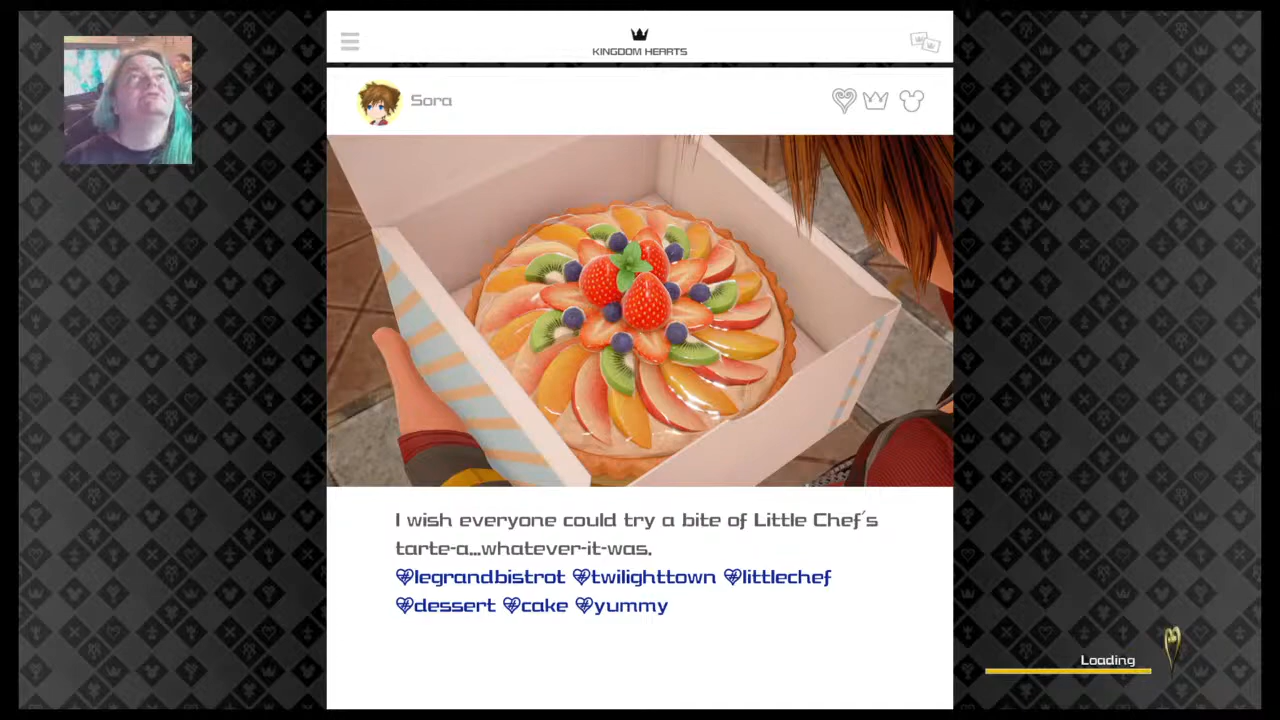 KINGDOM HEARTS
Sora
I wish everyone could try a bite of Little Chef's
tarte-a...whatever-it-was.
legrandbistrot twilighttown littlechef
dessert cake yummy
Loading